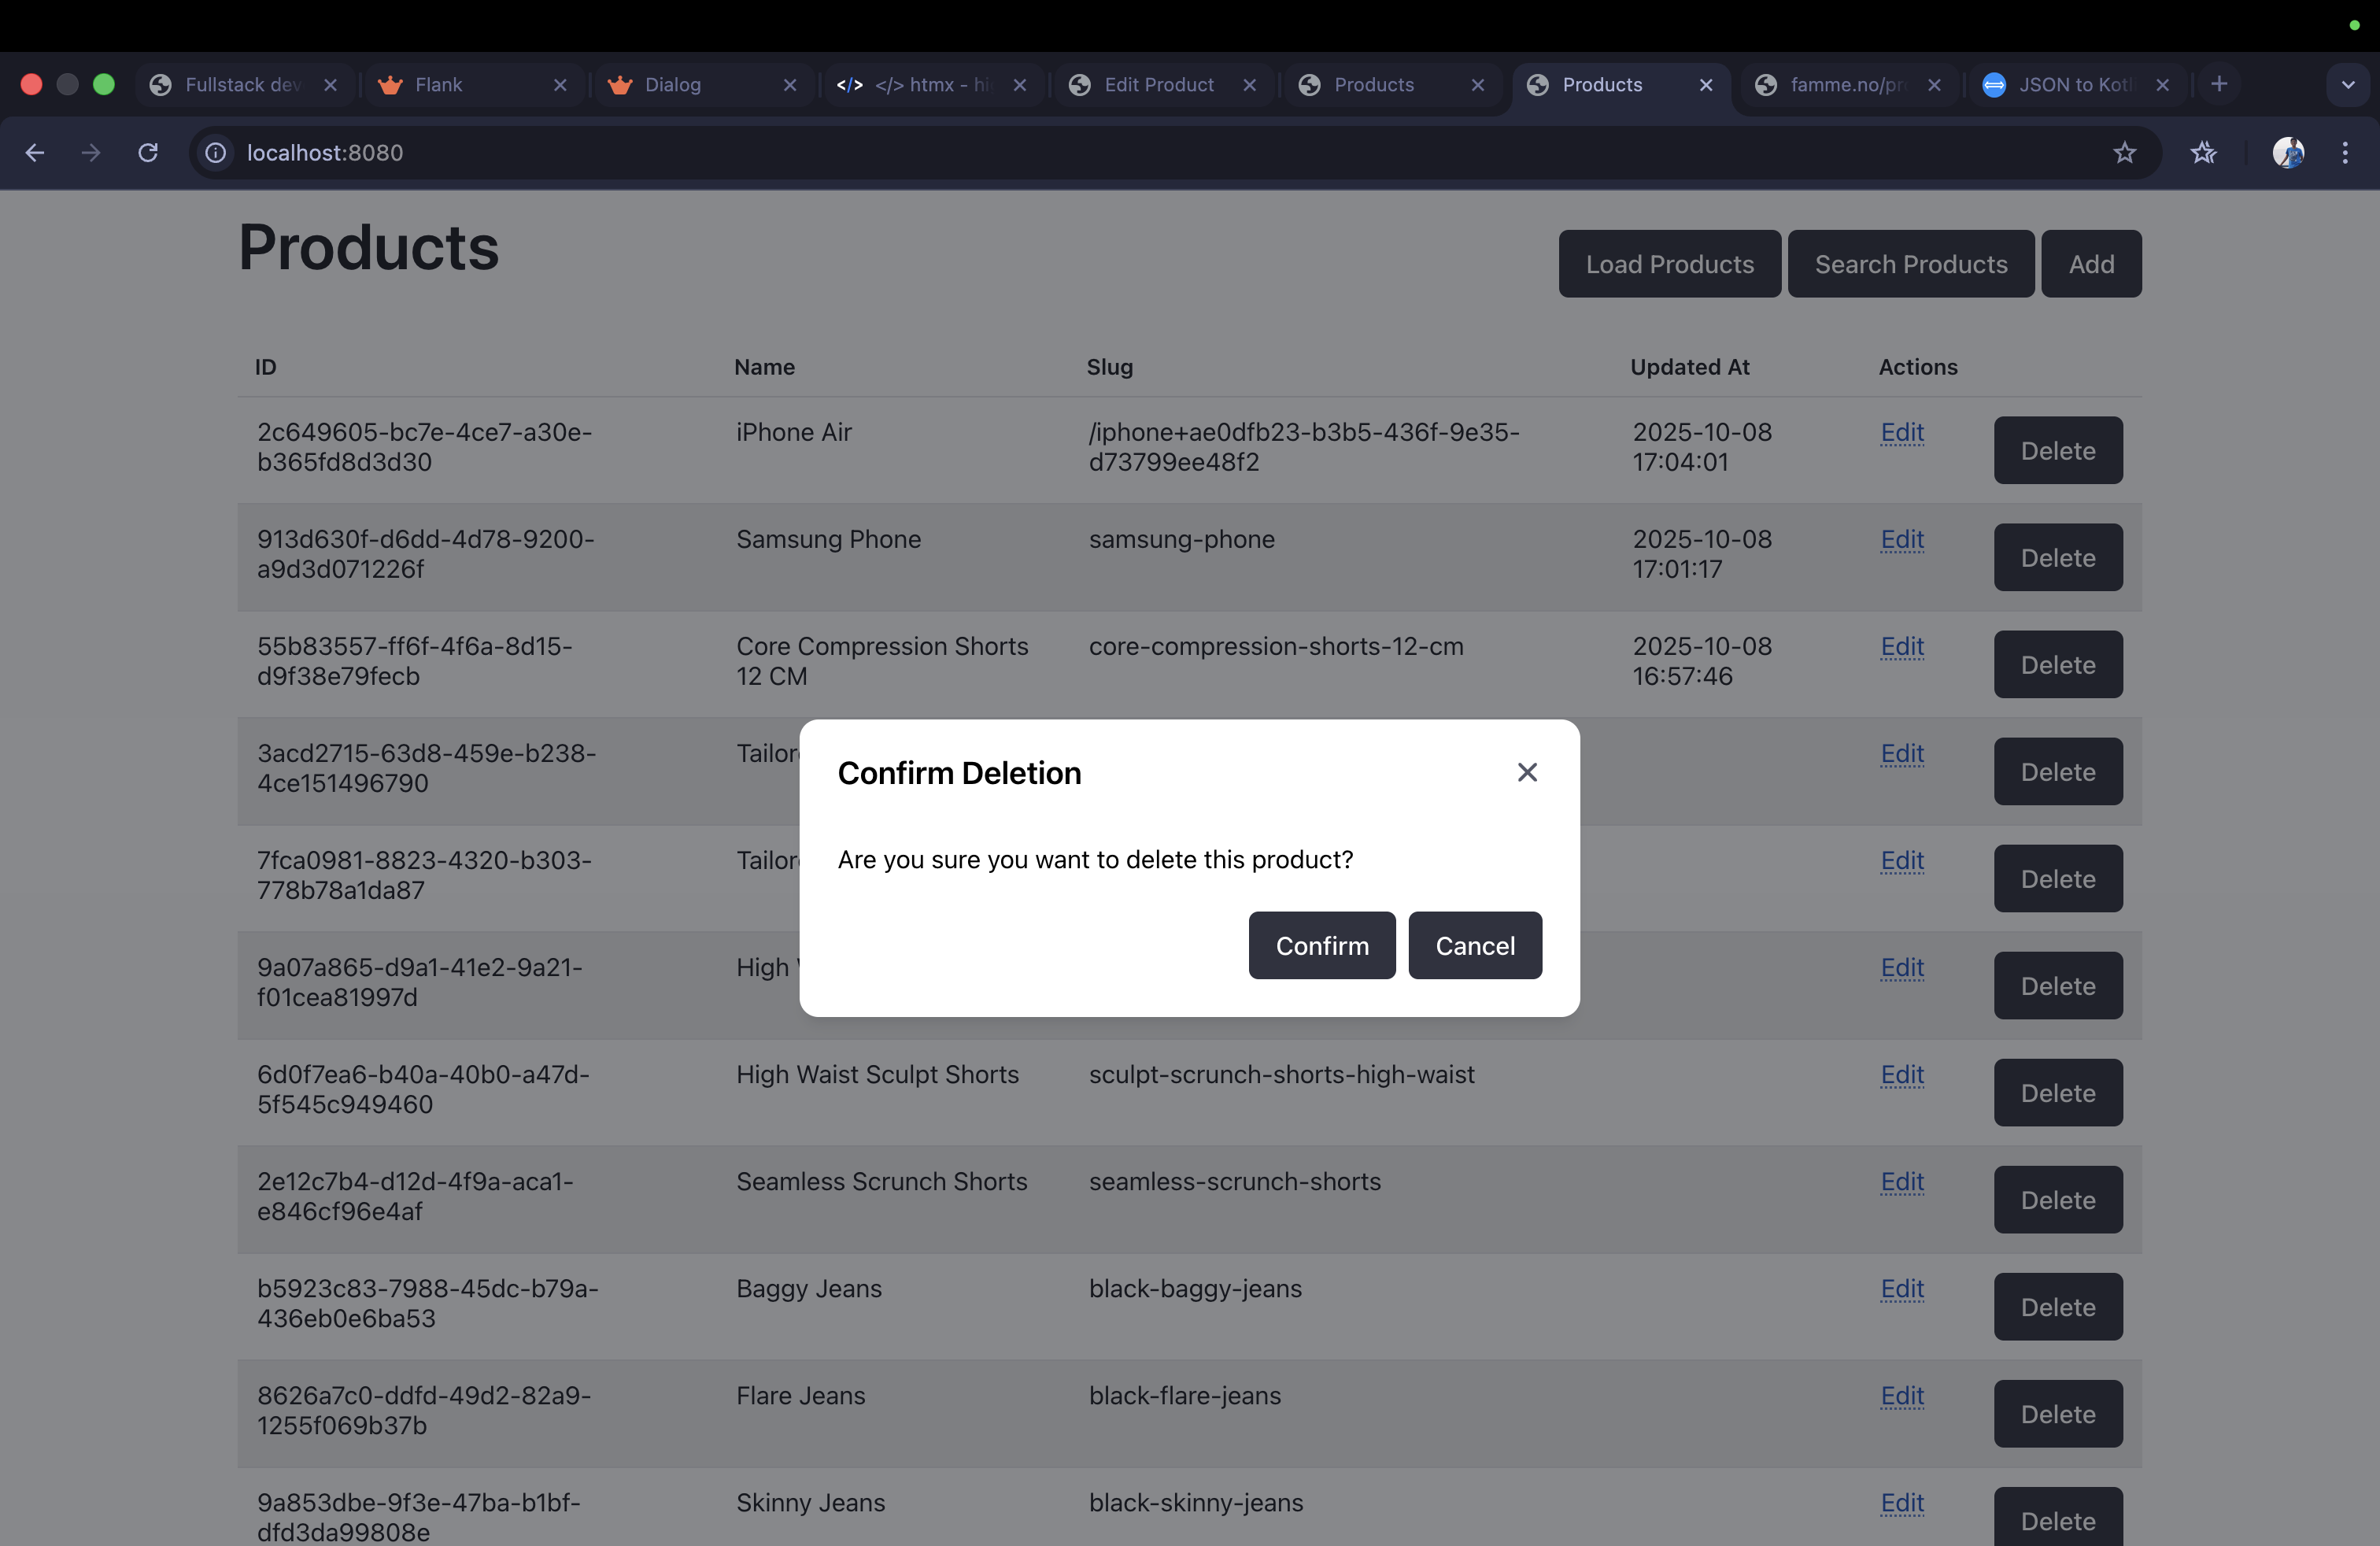 Fullstack dev
Flank
Dialog
</> </> htmx - hi
Edit Product
Products
Products
famme.no/pr
JSON to Kotl
localhost:8080
Products
Load Products
Search Products
Add
ID Name Slug Updated At Actions
2c649605-bc7e-4ce7-a30e- iPhone Air /iphone+ae0dfb23-b3b5-436f-9e35- 2025-10-08 Edit Delete
b365fd8d3d30 d73799ee48f2 17:04:01
913d630f-d6dd-4d78-9200- Samsung Phone samsung-phone 2025-10-08 Edit Delete
a9d3d071226f 17:01:17
55b83557-ff6f-4f6a-8d15- Core Compression Shorts core-compression-shorts-12-cm 2025-10-08 Edit Delete
d9f38e79fecb 12 CM 16:57:46
3acd2715-63d8-459e-b238- Tailor Edit Delete
4ce151496790
7fca0981-8823-4320-b303- Tailor Edit Delete
778b78a1da87
9a07a865-d9a1-41e2-9a21- High Edit Delete
f01cea81997d
Confirm Deletion
Are you sure you want to delete this product?
Confirm Cancel
6d0f7ea6-b40a-40b0-a47d- High Waist Sculpt Shorts sculpt-scrunch-shorts-high-waist Edit Delete
5f545c949460
2e12c7b4-d12d-4f9a-aca1- Seamless Scrunch Shorts seamless-scrunch-shorts Edit Delete
e846cf96e4af
b5923c83-7988-45dc-b79a- Baggy Jeans black-baggy-jeans Edit Delete
436eb0e6ba53
8626a7c0-ddfd-49d2-82a9- Flare Jeans black-flare-jeans Edit Delete
1255f069b37b
9a853dbe-9f3e-47ba-b1bf- Skinny Jeans black-skinny-jeans Edit Delete
dfd3da99808e